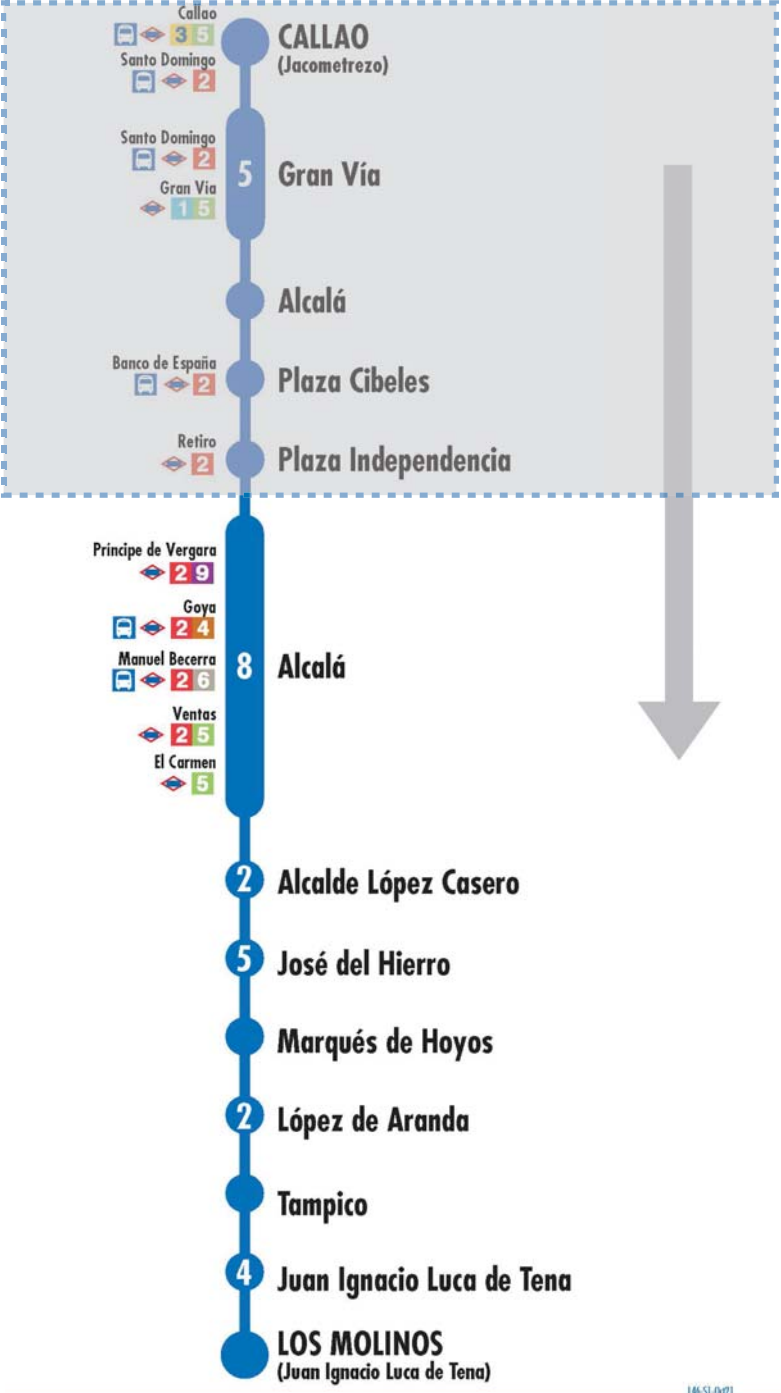 Callao
3 5
CALLAO
(Jacometrezo)
Santo Domingo
2
Santo Domingo
2
5
Gran Vía
Gran Via
1 5
Alcalá
Banco de España
2
Plaza Cibeles
Retiro
2
Plaza Independencia
Príncipe de Vergara
2 9
Goya
2 4
Manuel Becerra
2 6
8
Alcalá
Ventas
2 5
El Carmen
5
2
Alcalde López Casero
5
José del Hierro
Marqués de Hoyos
2
López de Aranda
Tampico
4
Juan Ignacio Luca de Tena
LOS MOLINOS
(Juan Ignacio Luca de Tena)